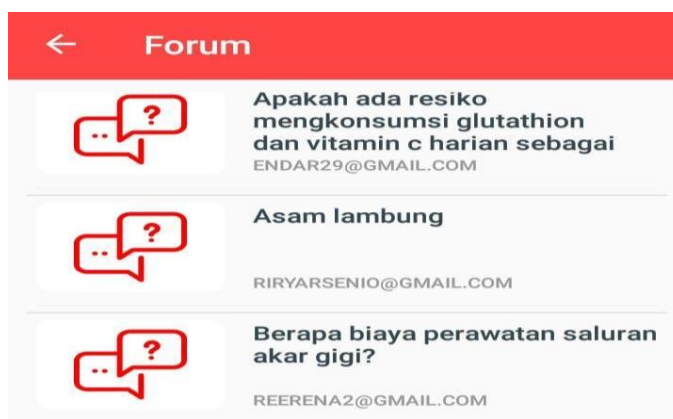 Forum
Apakah ada resiko
mengkonsumsi glutathion
dan vitamin c harian sebagai
ENDAR29@GMAIL.COM
Asam lambung
RIRYARSENIO@GMAIL.COM
Berapa biaya perawatan saluran
akar gigi?
REERENA2@GMAIL.COM